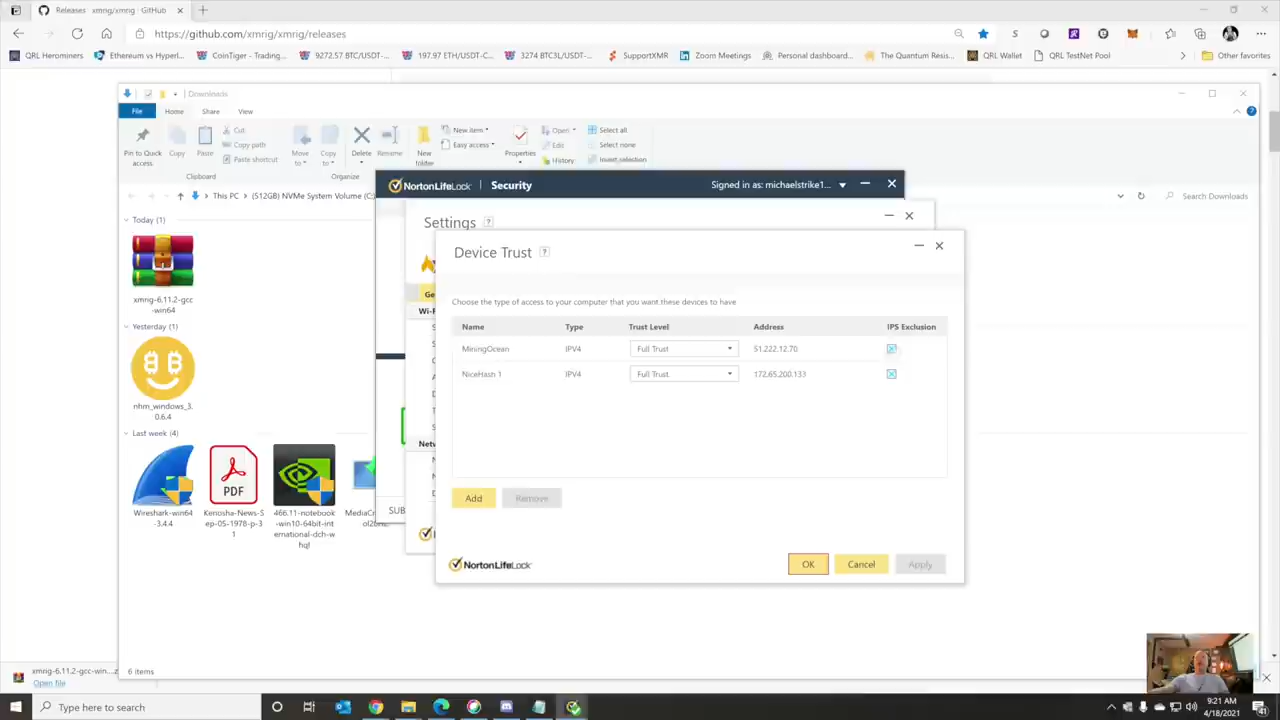 Releases · xmrig/xmrig · GitHub
https://github.com/xmrig/xmrig/releases
QRL Herominers
Ethereum vs Hyperl...
CoinTiger - Trading...
9272.57 BTC/USDT-...
197.97 ETH/USDT-C...
3274 BTC3L/USDT-...
SupportXMR
Zoom Meetings
Personal dashboard...
The Quantum Resis...
QRL Wallet
QRL TestNet Pool
Other favorites
Downloads
File
Home
Share
View
Pin to Quick
access
Copy
Paste
Cut
Copy path
Paste shortcut
Move
to
Copy
to
Delete
Rename
New
folder
New item
Easy access
Properties
Open
Edit
History
Select all
Select none
Invert selection
Clipboard
Organize
This PC
(512GB) NVMe System Volume (C:)
Search Downloads
NortonLifeLock
Security
Signed in as: michaelstrike1...
Settings
Device Trust
Choose the type of access to your computer that you want these devices to have
Name Type Trust Level Address IPS Exclusion
MiningOcean IPV4 Full Trust 51.222.12.70
NiceHash 1 IPV4 Full Trust 172.65.200.133
Add
Remove
NortonLifeLock
OK
Cancel
Apply
Ge
Wi-F
Netw
SUB
Today (1)
xmrig-6.11.2-gcc
-win64
Yesterday (1)
nhm_windows_3.
0.6.4
Last week (4)
PDF
Wireshark-win64
-3.4.4
Kenosha-News-S
ep-05-1978-p-3
1
466.11-notebook
-win10-64bit-int
ernational-dch-w
hql
MediaC
6 items
xmrig-6.11.2-gcc-win....z
Open file
Type here to search
9:21 AM
4/18/2021